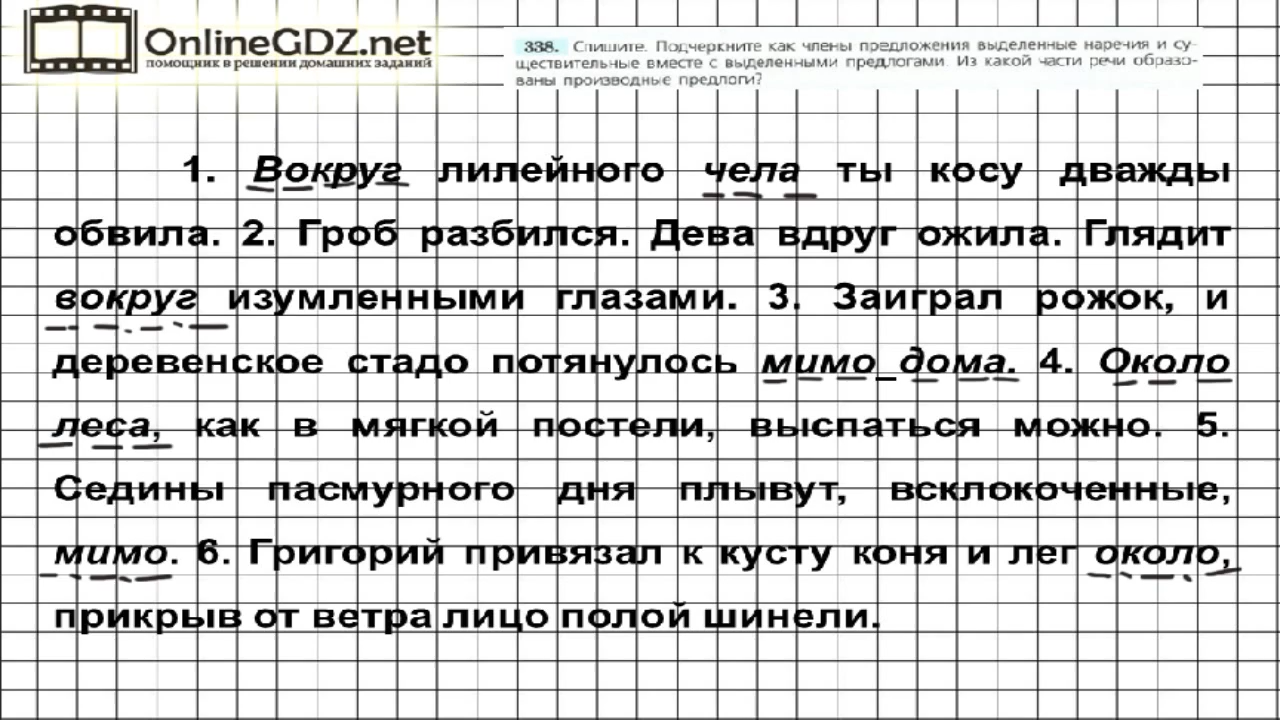 OnlineGDZ.net
помощник в решении домашних заданий
338. Спишите. Подчеркните как члены предложения выделенные наречия и су-
ществительные вместе с выделенными предлогами. Из какой части речи образо-
ваны производные предлоги?
1. Вокруг лилейного чела ты косу дважды
обвила. 2. Гроб разбился. Дева вдруг ожила. Глядит
вокруг изумленными глазами. 3. Заиграл рожок, и
деревенское стадо потянулось мимо_дома. 4. Около
леса, как в мягкой постели, выспаться можно. 5.
Седины пасмурного дня плывут, всклокоченные,
мимо. 6. Григорий привязал к кусту коня и лег около,
прикрыв от ветра лицо полой шинели.